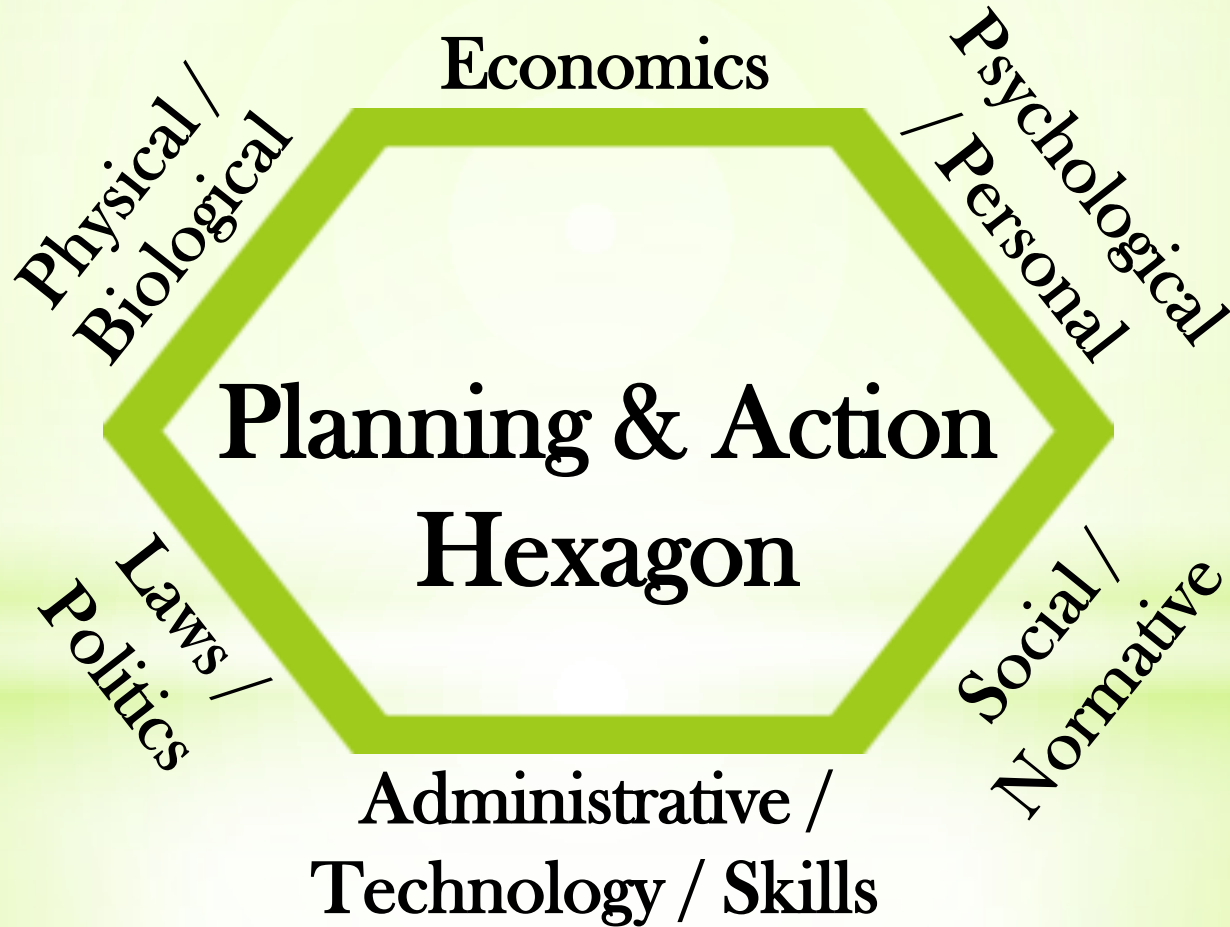 Economics
Physical /
Biological
Psychological
/ Personal
Planning & Action
Hexagon
Laws /
Politics
Social /
Normative
Administrative /
Technology / Skills